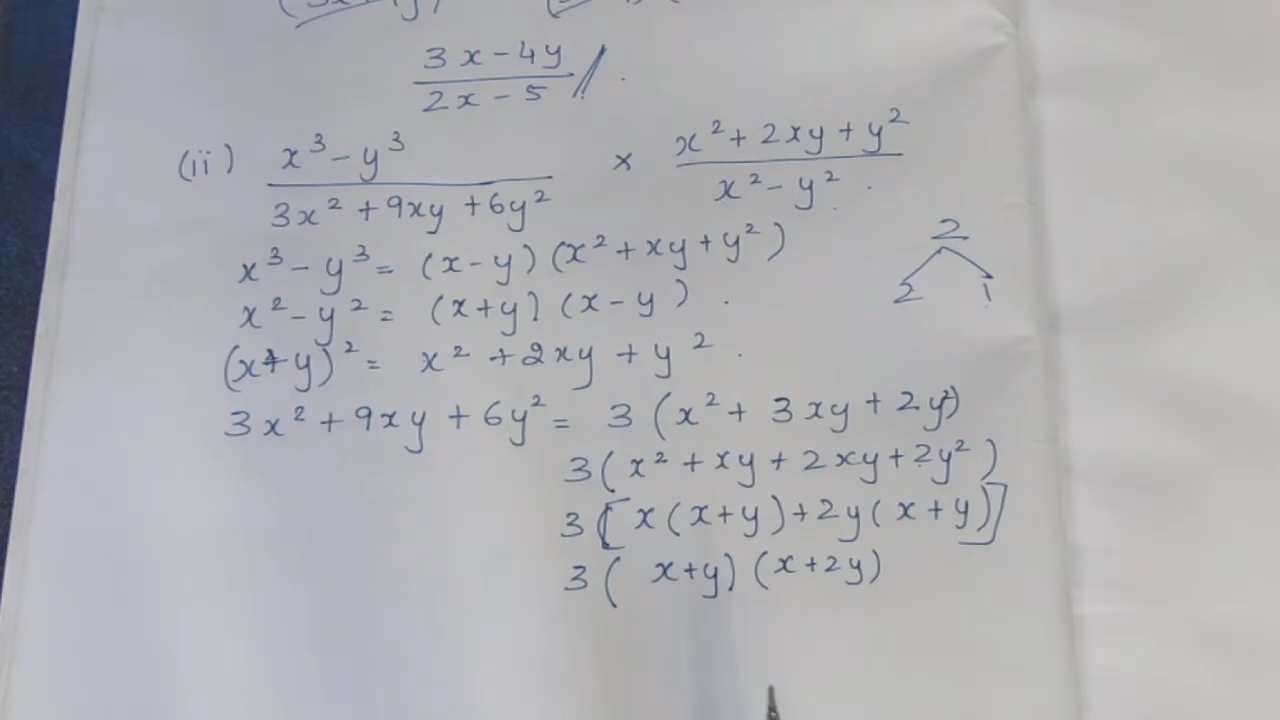 3x - 4y
2x - 5
(ii) x³ - y³ / 3x² + 9xy + 6y² × x² + 2xy + y² / x² - y² .
x³ - y³ = (x - y) (x² + xy + y²)
2
2 1
x² - y² = (x+y) (x - y) .
(x+y)² = x² + 2xy + y² .
3x² + 9xy + 6y² = 3 (x² + 3xy + 2y²)
3 (x² + xy + 2xy + 2y²)
3 [x (x+y) + 2y (x+y)]
3 ( x+y) (x+2y)